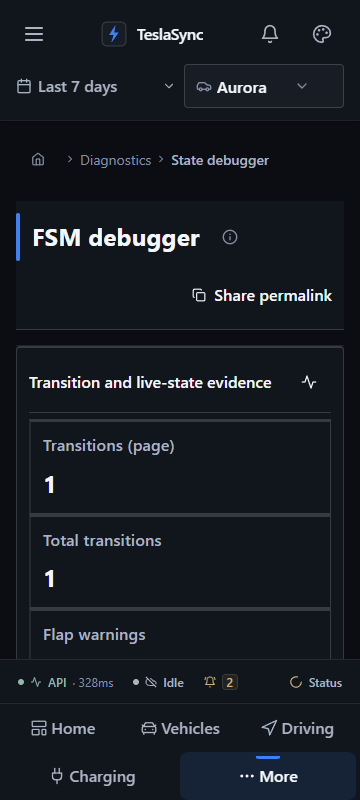 TeslaSync
Last 7 days
Aurora
Diagnostics
State debugger
FSM debugger
Share permalink
Transition and live-state evidence
Transitions (page)
1
Total transitions
1
Flap warnings
API · 328ms
Idle
2
Status
Home
Vehicles
Driving
Charging
More